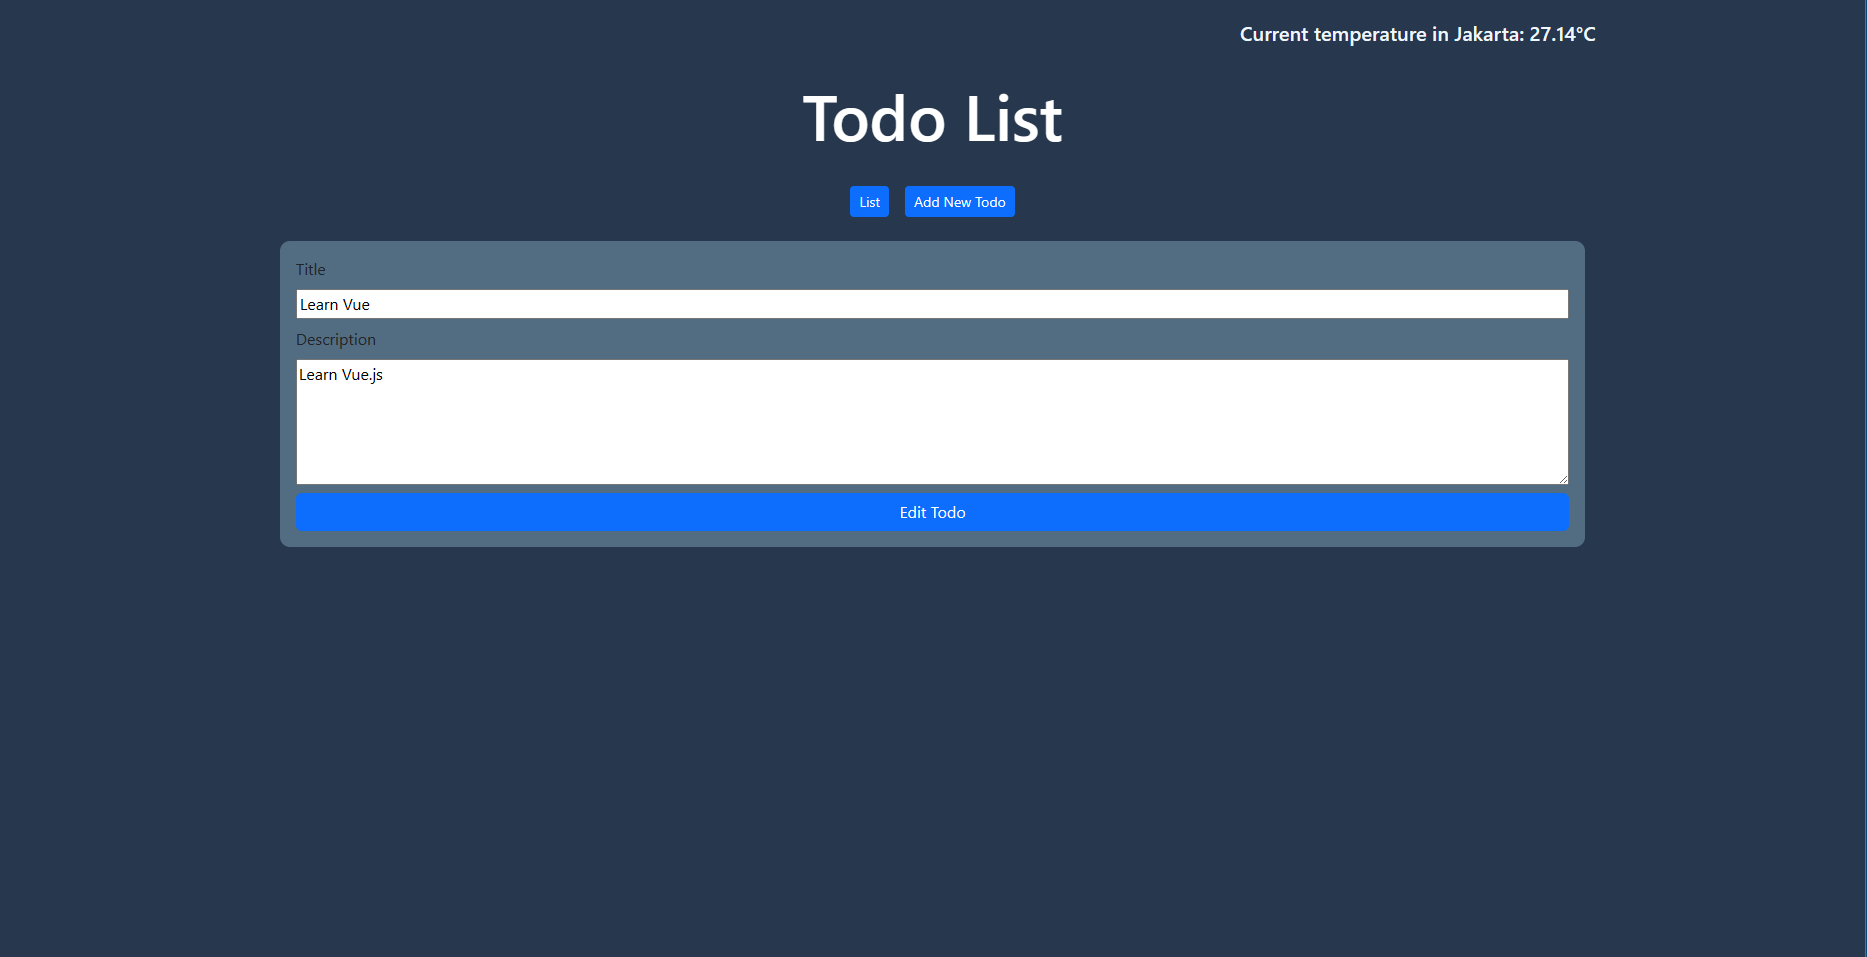 Current temperature in Jakarta: 27.14°C
Todo List
List Add New Todo
Title
Learn Vue
Description
Learn Vue.js
Edit Todo